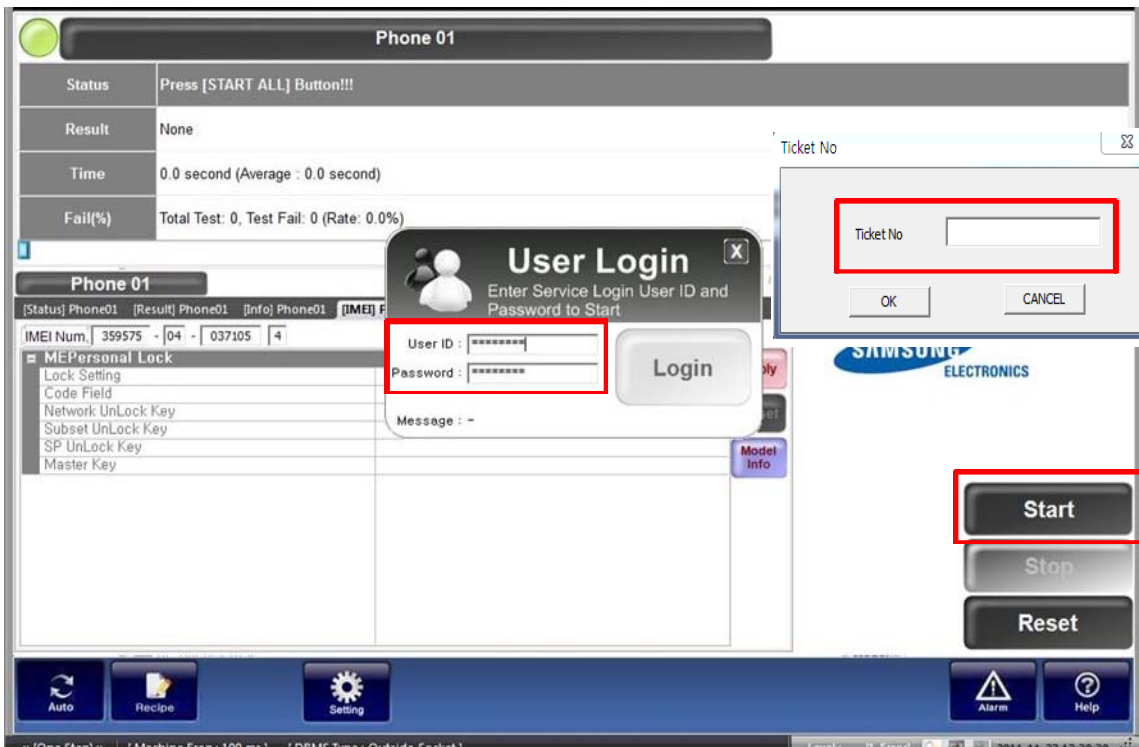 Phone 01
Status Press [START ALL] Button!!!
Result None
Time 0.0 second (Average : 0.0 second)
Fail(%) Total Test: 0, Test Fail: 0 (Rate: 0.0%)
Ticket No
Ticket No
OK CANCEL
Phone 01
[Status] Phone01 [Result] Phone01 [Info] Phone01 [IMEI]
IMEI Num. 359575 - 04 - 037105 4
MEPersonal Lock
Lock Setting
Code Field
Network UnLock Key
Subset UnLock Key
SP UnLock Key
Master Key
User Login X
Enter Service Login User ID and
Password to Start
User ID : ********
Password : ********
Login
Message : -
Model
Info
SAMSUNG
ELECTRONICS
Start
Stop
Reset
Auto
Recipe
Setting
Alarm
Help